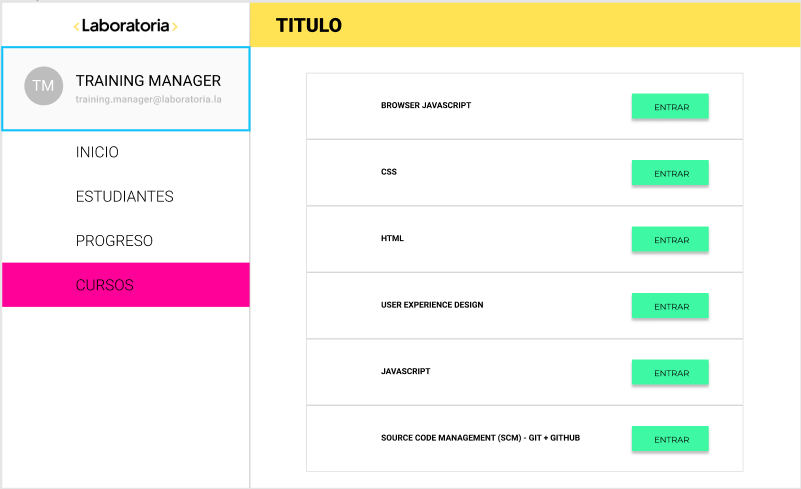 <Laboratoria>
TITULO
TM
TRAINING MANAGER
training.manager@laboratoria.la
INICIO
ESTUDIANTES
PROGRESO
CURSOS
BROWSER JAVASCRIPT ENTRAR
CSS ENTRAR
HTML ENTRAR
USER EXPERIENCE DESIGN ENTRAR
JAVASCRIPT ENTRAR
SOURCE CODE MANAGEMENT (SCM) - GIT + GITHUB ENTRAR